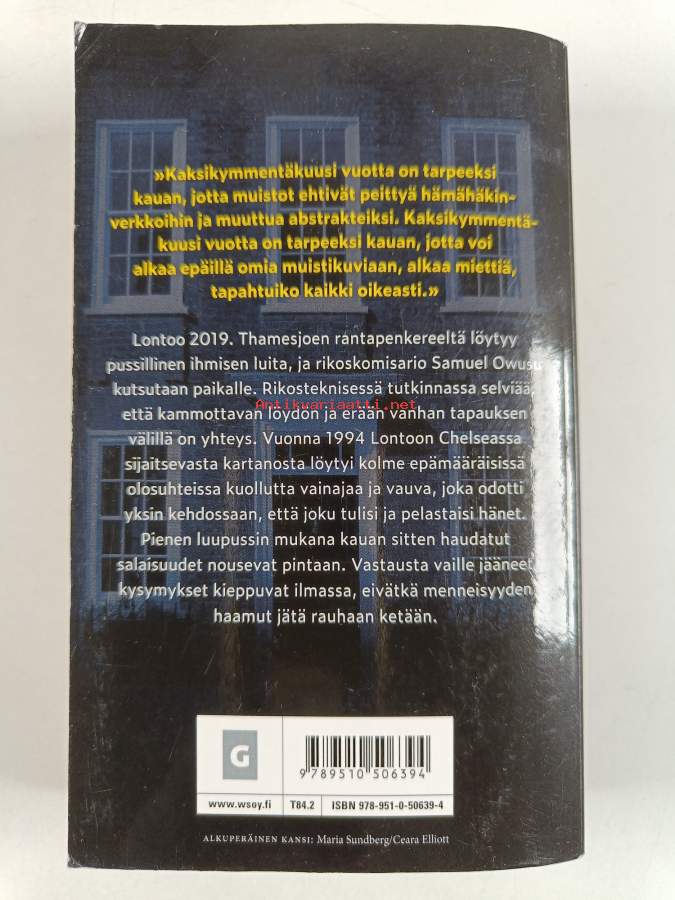 »Kaksikymmentäkuusi vuotta on tarpeeksi
kauan, jotta muistot ehtivät peittyä hämähäkin-
verkkoihin ja muuttua abstrakteiksi. Kaksikymmentä-
kuusi vuotta on tarpeeksi kauan, jotta voi
alkaa epäillä omia muistikuviaan, alkaa miettiä,
tapahtuiko kaikki oikeasti.»
Lontoo 2019. Thamesjoen rantapenkereeltä löytyy
pussillinen ihmisen luita, ja rikoskomisario Samuel Owusu
kutsutaan paikalle. Rikosteknisessä tutkinnassa selviää,
että kammottavan löydön ja erään vanhan tapauksen
Antikvariaatti.net
välillä on yhteys. Vuonna 1994 Lontoon Chelseassa
sijaitsevasta kartanosta löytyi kolme epämääräisissä
olosuhteissa kuollutta vainajaa ja vauva, joka odotti
yksin kehdossaan, että joku tulisi ja pelastaisi hänet.
Pienen luupussin mukana kauan sitten haudatut
salaisuudet nousevat pintaan. Vastausta vaille jääneet
kysymykset kieppuvat ilmassa, eivätkä menneisyyden
haamut jätä rauhaan ketään.
G
9 789510 506394
www.wsoy.fi
T84.2
ISBN 978-951-0-50639-4
ALKUPERÄINEN KANSI: Maria Sundberg/Ceara Elliott